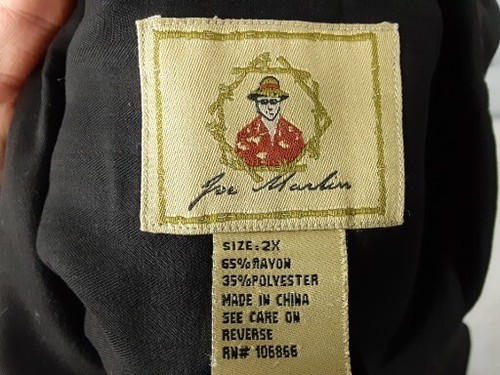 Joe Marlin
SIZE: 2X
65% RAYON
35% POLYESTER
MADE IN CHINA
SEE CARE ON
REVERSE
RN# 106866